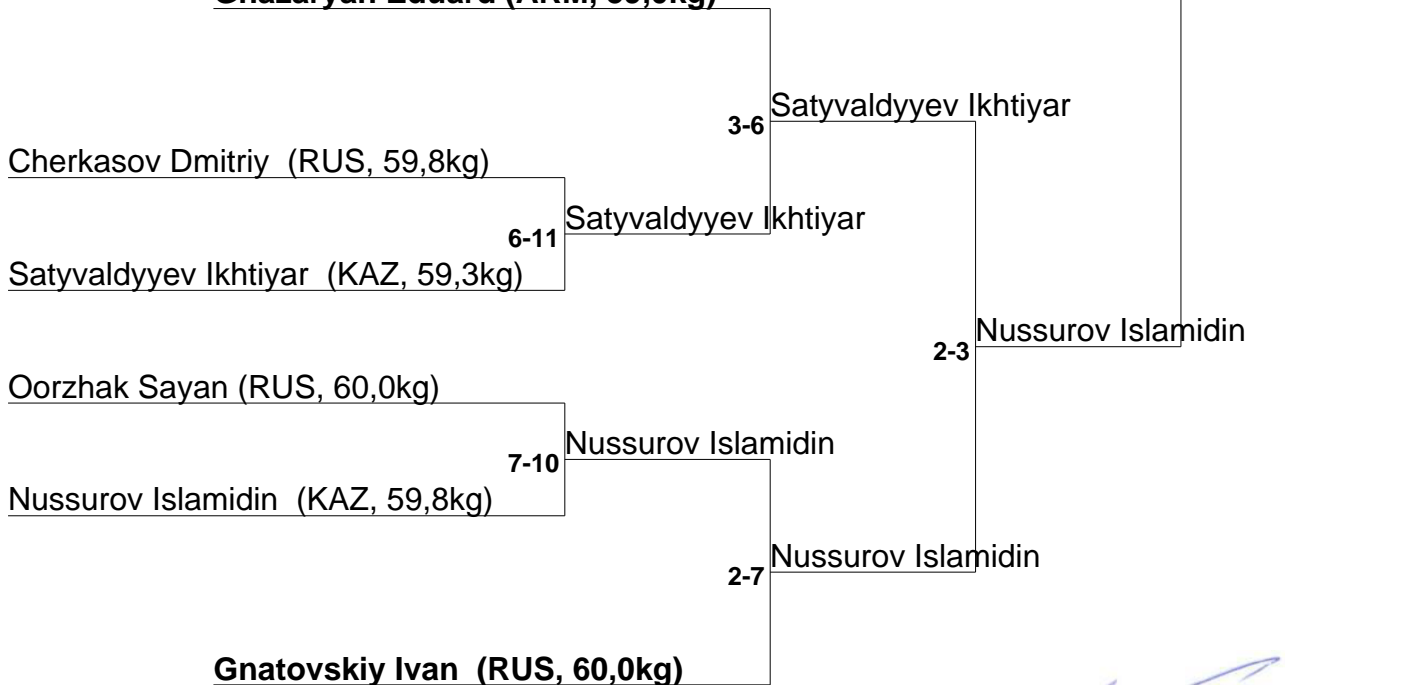 Satyvaldyyev Ikhtiyar
3-6
Cherkasov Dmitriy (RUS, 59,8kg)
Satyvaldyyev Ikhtiyar
6-11
Satyvaldyyev Ikhtiyar (KAZ, 59,3kg)
Nussurov Islamidin
2-3
Oorzhak Sayan (RUS, 60,0kg)
Nussurov Islamidin
7-10
Nussurov Islamidin (KAZ, 59,8kg)
Nussurov Islamidin
2-7
Gnatovskiy Ivan (RUS, 60,0kg)